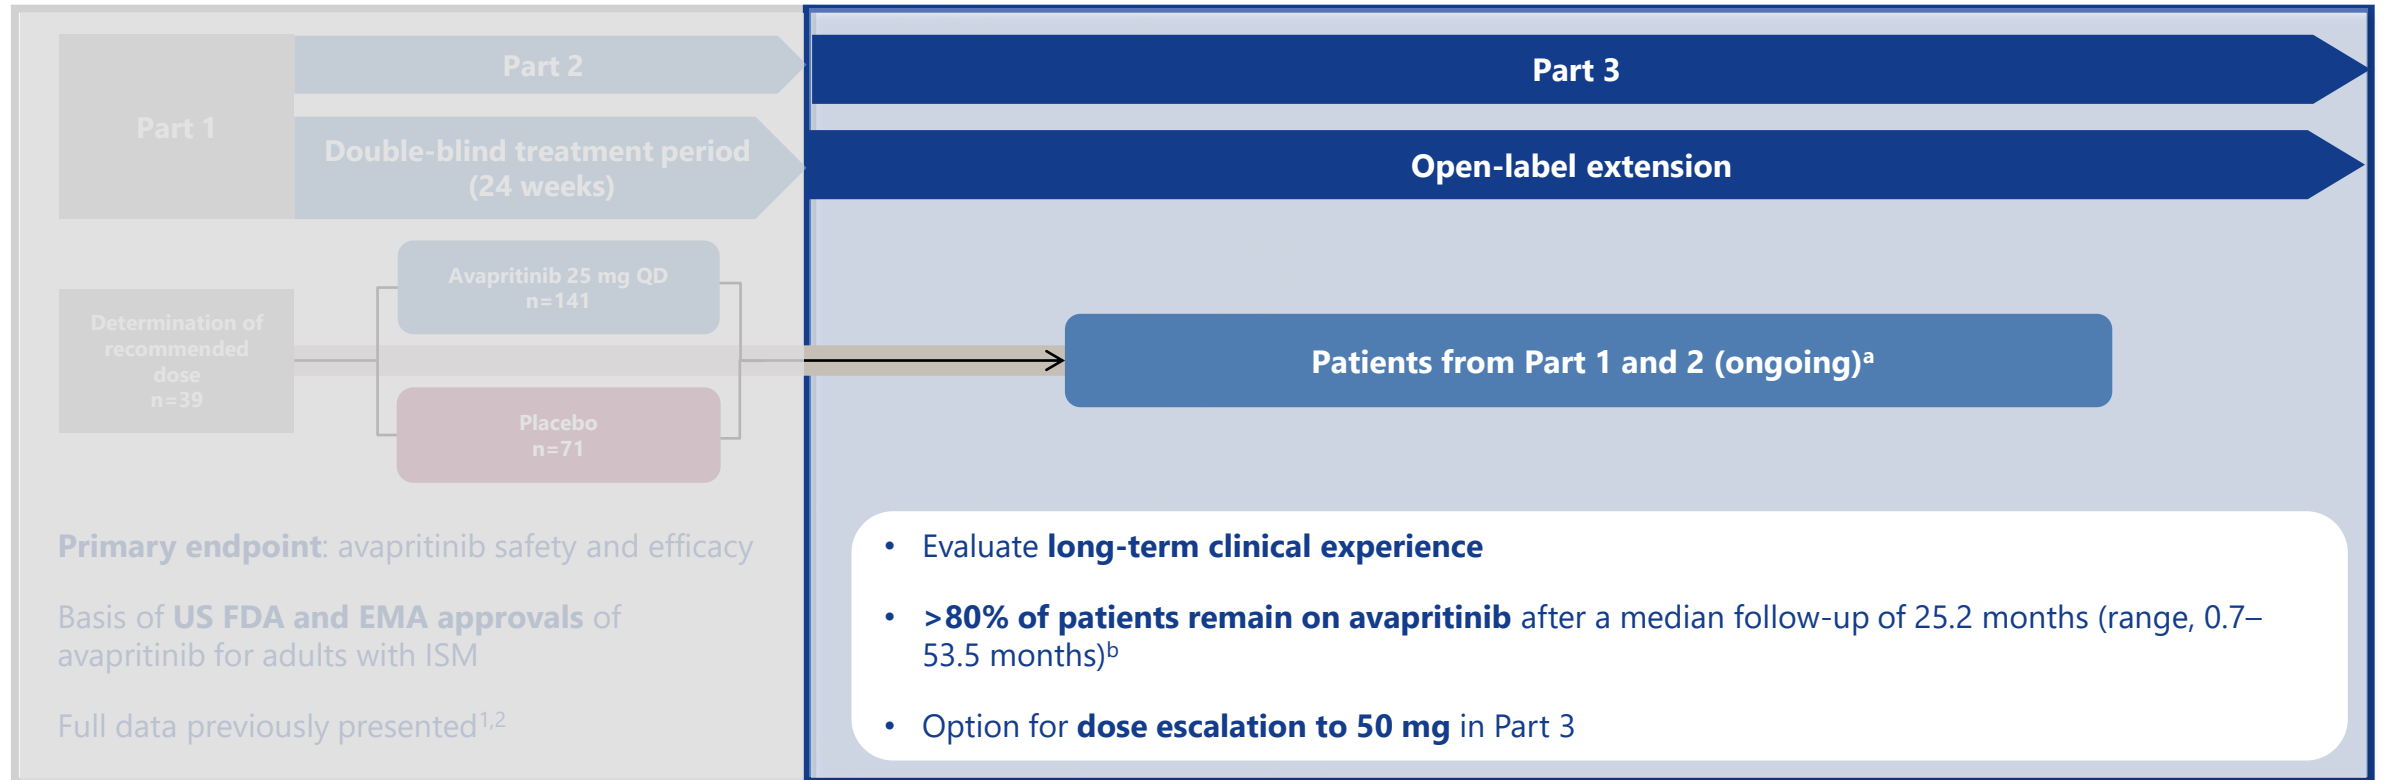 Part 1
Part 2
Double-blind treatment period
(24 weeks)
Determination of
recommended
dose
n=39
Avapritinib 25 mg QD
n=141
Placebo
n=71
Primary endpoint: avapritinib safety and efficacy
Basis of US FDA and EMA approvals of
avapritinib for adults with ISM
Full data previously presented1,2
Part 3
Open-label extension
Patients from Part 1 and 2 (ongoing)a
• Evaluate long-term clinical experience
• >80% of patients remain on avapritinib after a median follow-up of 25.2 months (range, 0.7–
53.5 months)b
• Option for dose escalation to 50 mg in Part 3